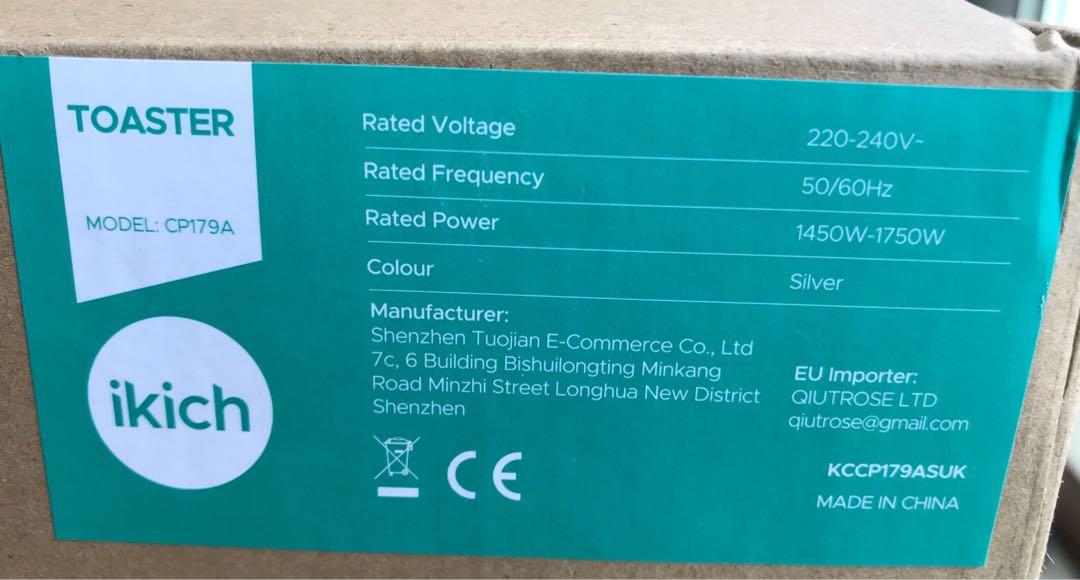 TOASTER
MODEL: CP179A
ikich
Rated Voltage 220-240V~
Rated Frequency 50/60Hz
Rated Power 1450W-1750W
Colour Silver
Manufacturer:
Shenzhen Tuojian E-Commerce Co., Ltd
7c, 6 Building Bishuilongting Minkang
Road Minzhi Street Longhua New District
Shenzhen
CE
EU Importer:
QIUTROSE LTD
qiutrose@gmail.com
KCCP179ASUK
MADE IN CHINA